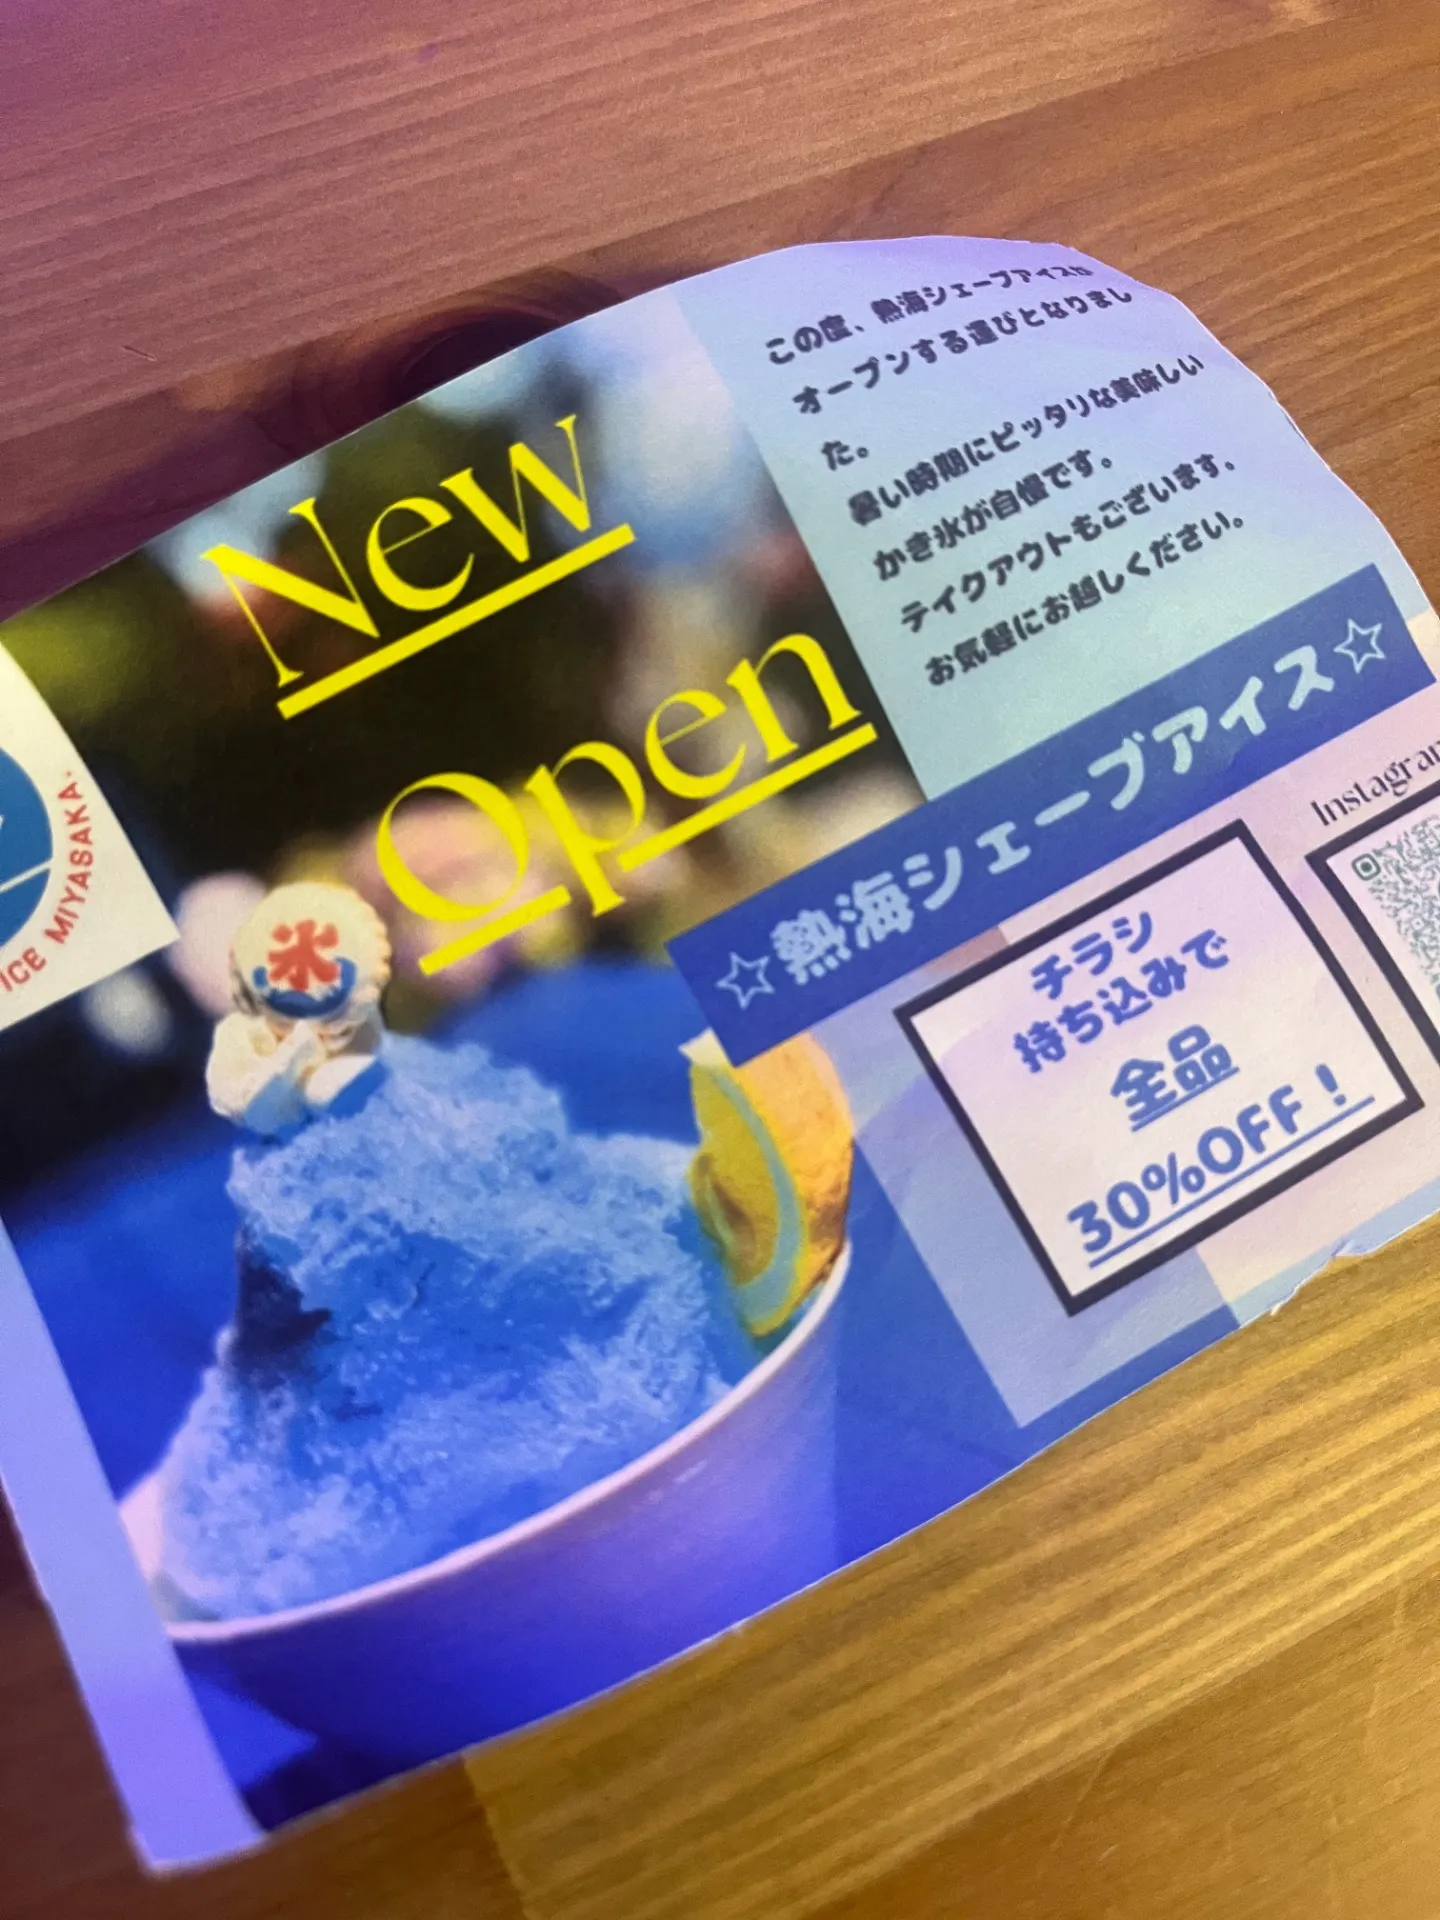 New
Open
この度、熱海シェーブアイスが
オープンする運びとなりまし
た。
暑い時期にピッタリな美味しい
かき氷が自慢です。
テイクアウトもございます。
お気軽にお越しください。
☆熱海シェーブアイス☆
ICE MIYASAKA
氷
チラシ
持ち込みで
全品
30%OFF！
Instagram